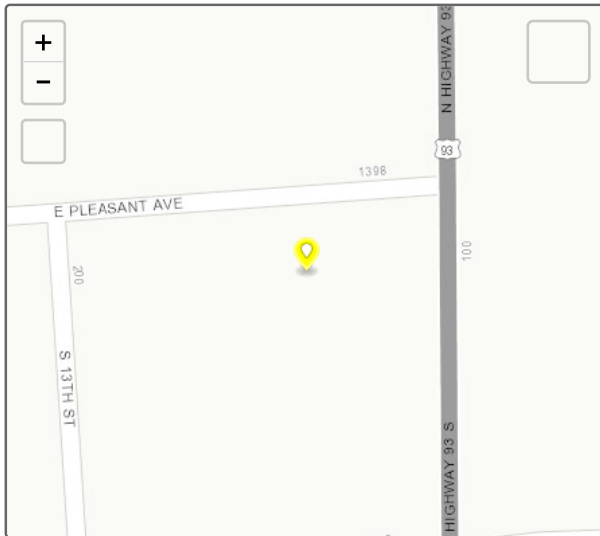 +
−
N HIGHWAY 93
93
1398
E PLEASANT AVE
200
100
S 13TH ST
HIGHWAY 93 S